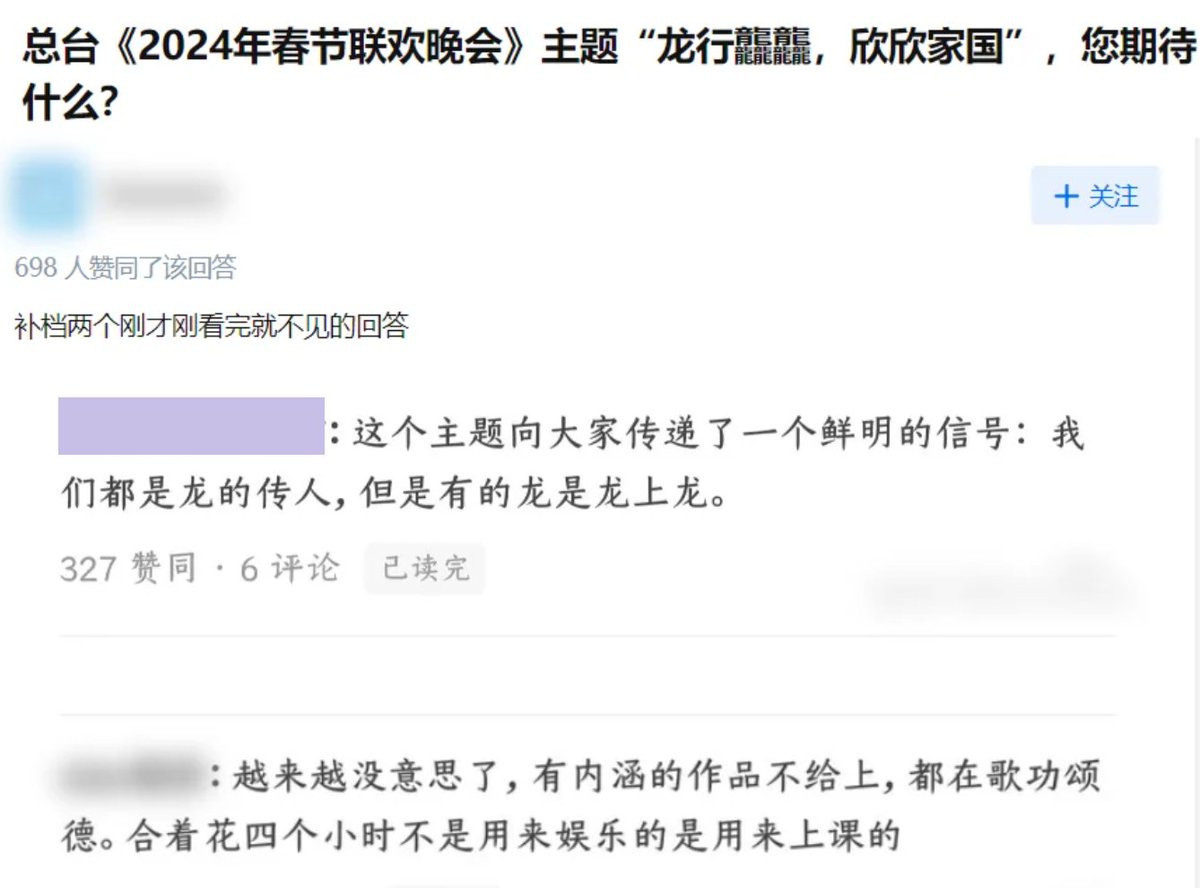 总台《2024年春节联欢晚会》主题“龙行龘龘，欣欣家国”，您期待
什么?
+ 关注
698 人赞同了该回答
补档两个刚才刚看完就不见的回答
: 这个主题向大家传递了一个鲜明的信号: 我
们都是龙的传人, 但是有的龙是龙上龙。
327 赞同 · 6 评论 已读完
: 越来越没意思了, 有内涵的作品不给上, 都在歌功颂
德。合着花四个小时不是用来娱乐的是用来上课的